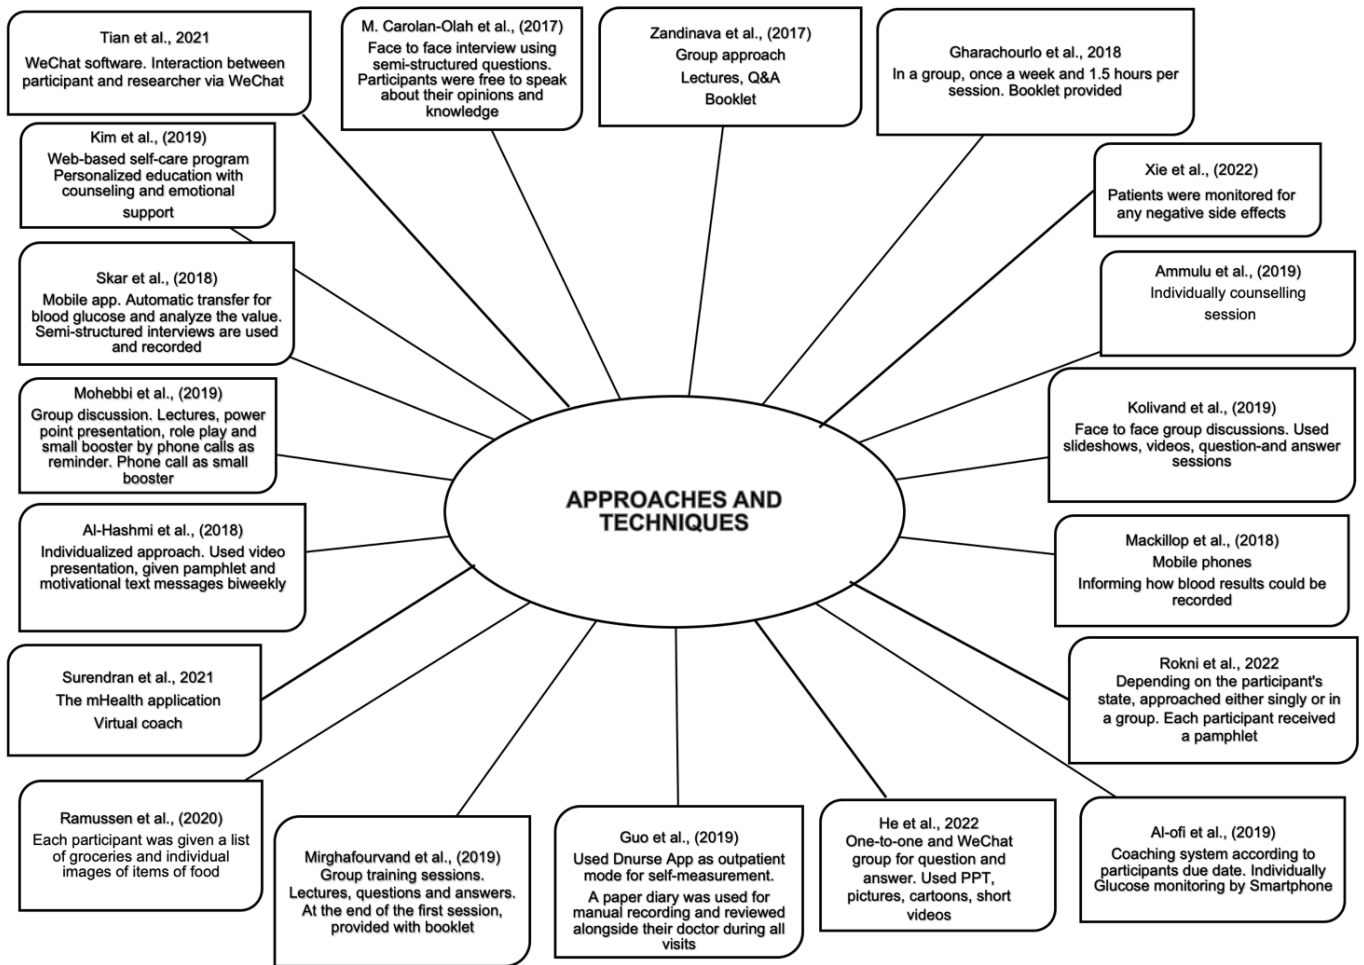 Tian et al., 2021
WeChat software. Interaction between
participant and researcher via WeChat
M. Carolan-Olah et al., (2017)
Face to face interview using
semi-structured questions.
Participants were free to speak
about their opinions and
knowledge
Zandinava et al., (2017)
Group approach
Lectures, Q&A
Booklet
Gharachourlo et al., 2018
In a group, once a week and 1.5 hours per
session. Booklet provided
Kim et al., (2019)
Web-based self-care program
Personalized education with
counseling and emotional
support
Xie et al., (2022)
Patients were monitored for
any negative side effects
Skar et al., (2018)
Mobile app. Automatic transfer for
blood glucose and analyze the value.
Semi-structured interviews are used
and recorded
Ammulu et al., (2019)
Individually counselling
session
Mohebbi et al., (2019)
Group discussion. Lectures, power
point presentation, role play and
small booster by phone calls as
reminder. Phone call as small
booster
Kolivand et al., (2019)
Face to face group discussions. Used
slideshows, videos, question-and answer
sessions
APPROACHES AND
TECHNIQUES
Al-Hashmi et al., (2018)
Individualized approach. Used video
presentation, given pamphlet and
motivational text messages biweekly
Mackillop et al., (2018)
Mobile phones
Informing how blood results could be
recorded
Surendran et al., 2021
The mHealth application
Virtual coach
Rokni et al., 2022
Depending on the participant's
state, approached either singly or in
a group. Each participant received
a pamphlet
Ramussen et al., (2020)
Each participant was given a list
of groceries and individual
images of items of food
Mirghafourvand et al., (2019)
Group training sessions.
Lectures, questions and answers.
At the end of the first session,
provided with booklet
Guo et al., (2019)
Used Dnurse App as outpatient
mode for self-measurement.
A paper diary was used for
manual recording and reviewed
alongside their doctor during all
visits
He et al., 2022
One-to-one and WeChat
group for question and
answer. Used PPT,
pictures, cartoons, short
videos
Al-ofi et al., (2019)
Coaching system according to
participants due date. Individually
Glucose monitoring by Smartphone